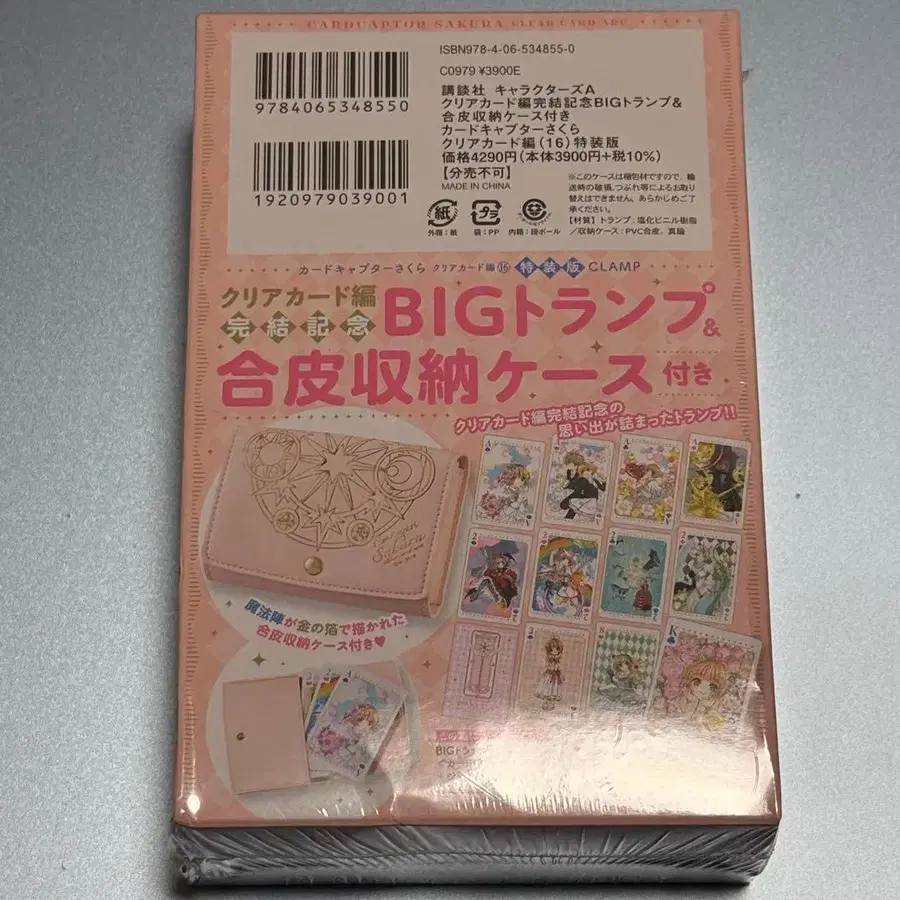 CARDCAPTOR SAKURA CLEAR CARD ARC
ISBN978-4-06-534855-0
C0979 ¥3900E
9784065348550
1920979039001
講談社 キャラクターズA
クリアカード編完結記念BIGトランプ&
合皮収納ケース付き
カードキャプターさくら
クリアカード編(16)特装版
価格4290円(本体3900円+税10%)
【分売不可】
MADE IN CHINA
※このケースは梱包材ですので、輸
送時の破損、つぶれ等によるお取り
替えはできません。あらかじめご了
承ください。
【材質】トランプ:塩化ビニル樹脂
/収納ケース:PVC合皮、真鍮
紙
プラ
外箱:紙
袋:PP
内箱:段ボール
カードキャプターさくら クリアカード編⑯ 特装版 CLAMP
クリアカード編
完結記念
BIGトランプ&
合皮収納ケース付き
クリアカード編完結記念の
思い出が詰まったトランプ!!
Sakura
魔法陣が金の箔で描かれた
合皮収納ケース付き♥
BIGトラ